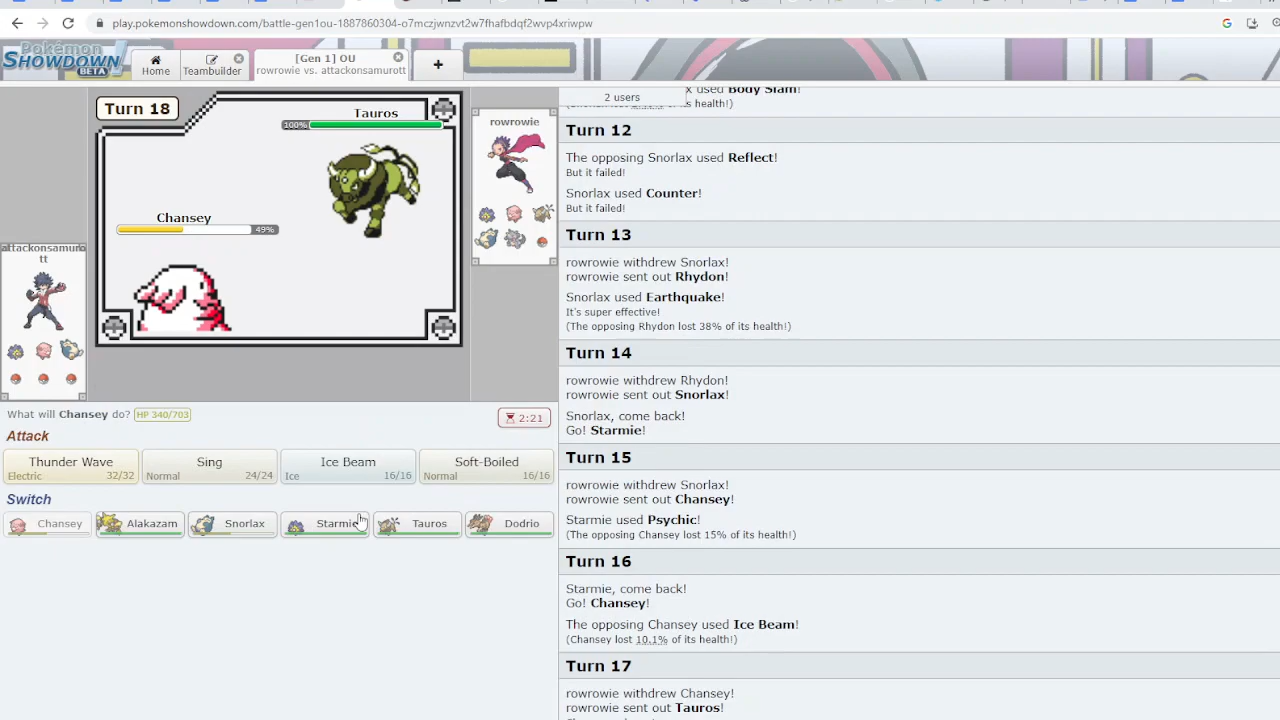 play.pokemonshowdown.com/battle-gen1ou-1887860304-o7mczjwnzvt2w7fhafbdqf2wvp4xriwpw
Pokémon
SHOWDOWN!
BETA
Home
Teambuilder
[Gen 1] OU
rowrowie vs. attackonsamurott
+
Turn 18
Tauros
100%
Chansey
49%
attackonsamuro
tt
rowrowie
2 users
x used Body Slam!
s health!)
Turn 12
The opposing Snorlax used Reflect!
But it failed!
Snorlax used Counter!
But it failed!
Turn 13
rowrowie withdrew Snorlax!
rowrowie sent out Rhydon!
Snorlax used Earthquake!
It's super effective!
(The opposing Rhydon lost 38% of its health!)
Turn 14
rowrowie withdrew Rhydon!
rowrowie sent out Snorlax!
Snorlax, come back!
Go! Starmie!
Turn 15
rowrowie withdrew Snorlax!
rowrowie sent out Chansey!
Starmie used Psychic!
(The opposing Chansey lost 15% of its health!)
Turn 16
Starmie, come back!
Go! Chansey!
The opposing Chansey used Ice Beam!
(Chansey lost 10.1% of its health!)
Turn 17
rowrowie withdrew Chansey!
rowrowie sent out Tauros!
What will Chansey do? HP 340/703
2:21
Attack
Thunder Wave
Electric 32/32
Sing
Normal 24/24
Ice Beam
Ice 16/16
Soft-Boiled
Normal 16/16
Switch
Chansey
Alakazam
Snorlax
Starmie
Tauros
Dodrio